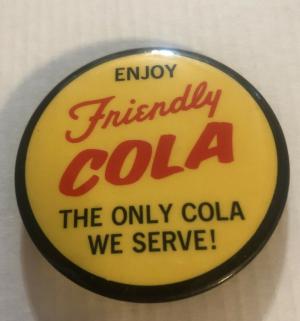 ENJOY
Friendly
COLA
THE ONLY COLA
WE SERVE!